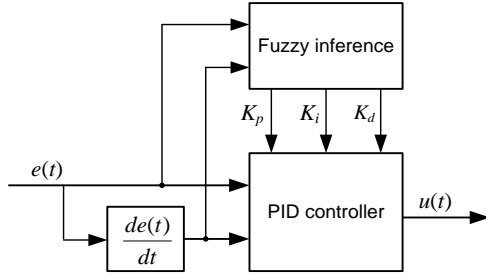 Fuzzy inference
K_p K_i K_d
e(t)
PID controller
u(t)
de(t)
dt